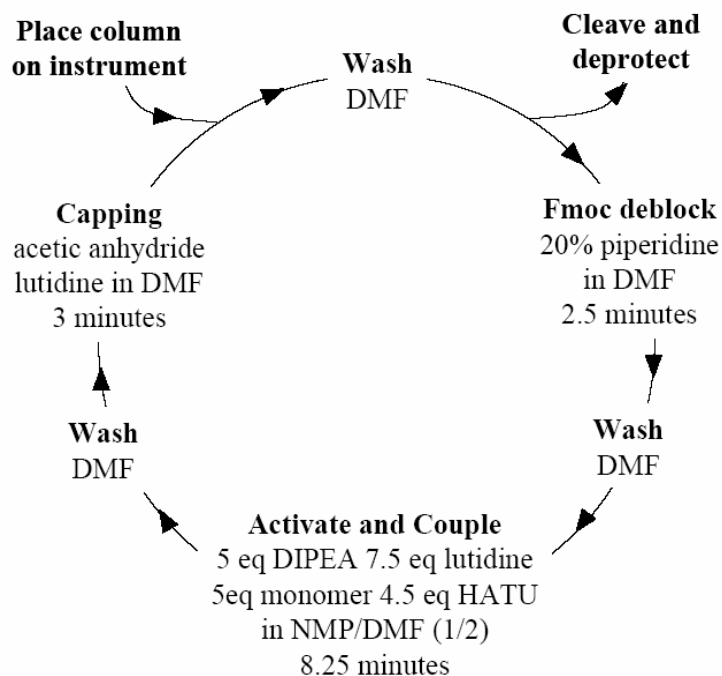 Place column
on instrument
Wash
DMF
Cleave and
deprotect
Fmoc deblock
20% piperidine
in DMF
2.5 minutes
Wash
DMF
Activate and Couple
5 eq DIPEA 7.5 eq lutidine
5eq monomer 4.5 eq HATU
in NMP/DMF (1/2)
8.25 minutes
Wash
DMF
Capping
acetic anhydride
lutidine in DMF
3 minutes